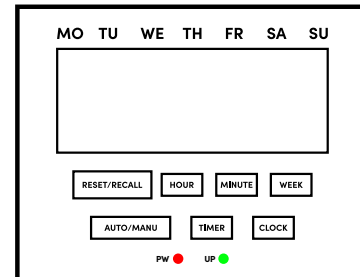 MO TU WE TH FR SA SU
RESET/RECALL HOUR MINUTE WEEK
AUTO/MANU TIMER CLOCK
PW UP